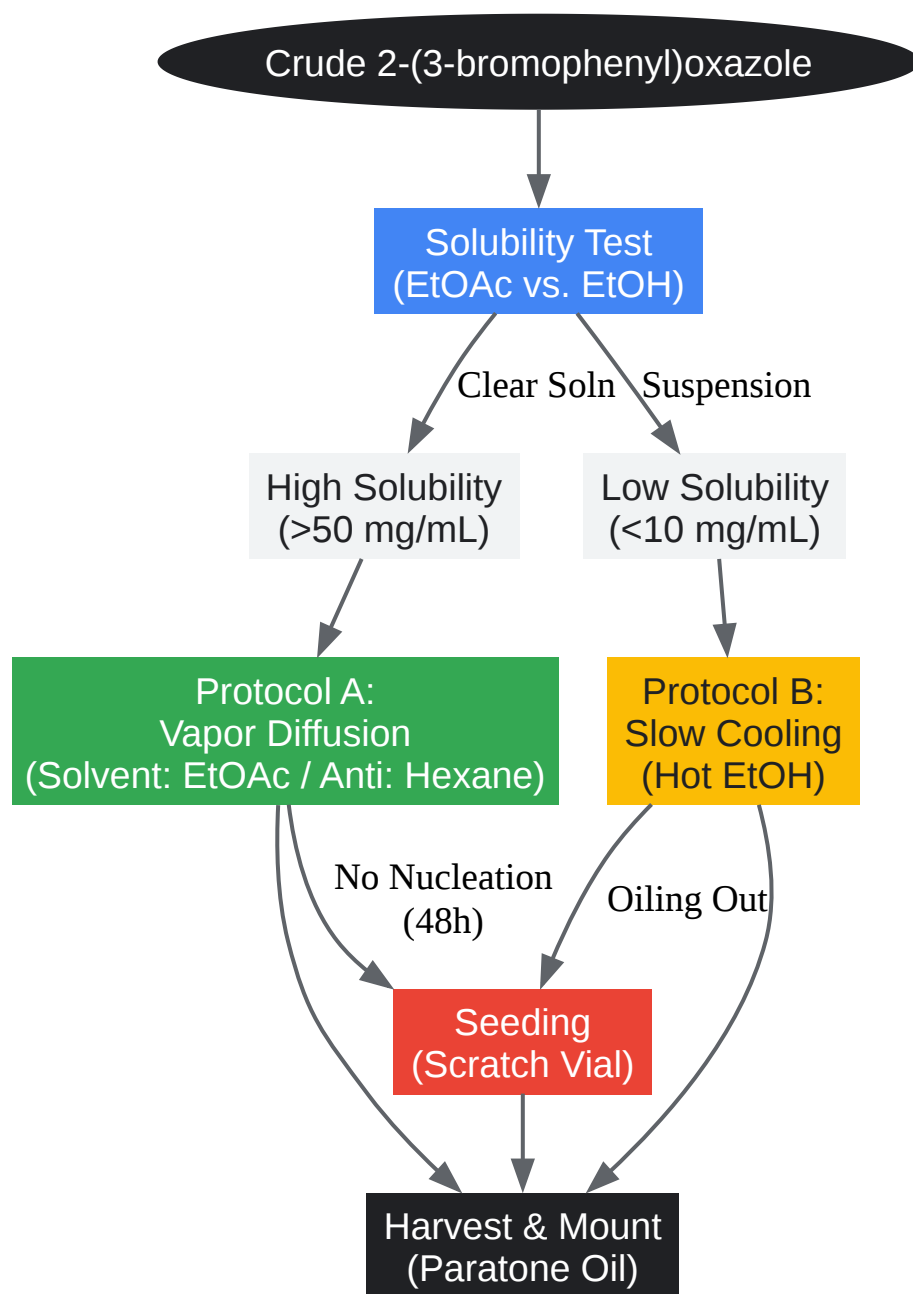 Crude 2-(3-bromophenyl)oxazole
Solubility Test
(EtOAc vs. EtOH)
Clear Soln
Suspension
High Solubility
(>50 mg/mL)
Low Solubility
(<10 mg/mL)
Protocol A:
Vapor Diffusion
(Solvent: EtOAc / Anti: Hexane)
Protocol B:
Slow Cooling
(Hot EtOH)
No Nucleation
(48h)
Oiling Out
Seeding
(Scratch Vial)
Harvest & Mount
(Paratone Oil)